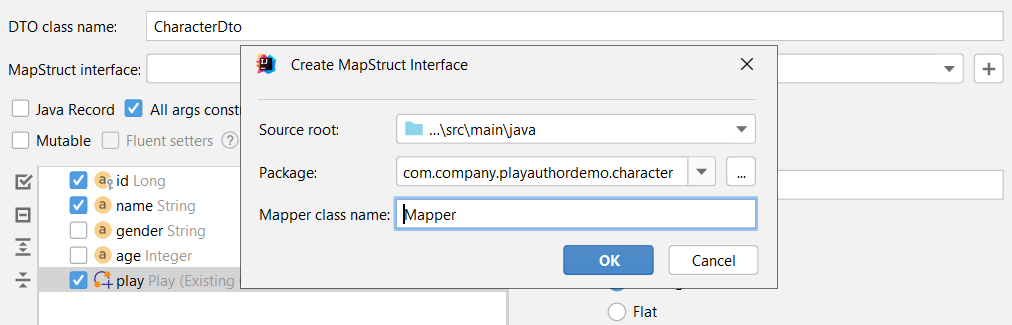 DTO class name: CharacterDto
MapStruct interface:
Create MapStruct Interface
Java Record All args constr
Mutable Fluent setters ?
Source root: ...\src\main\java
Package: com.company.playauthordemo.character ...
Mapper class name: Mapper
OK Cancel
id Long
name String
gender String
age Integer
play Play (Existing
Flat